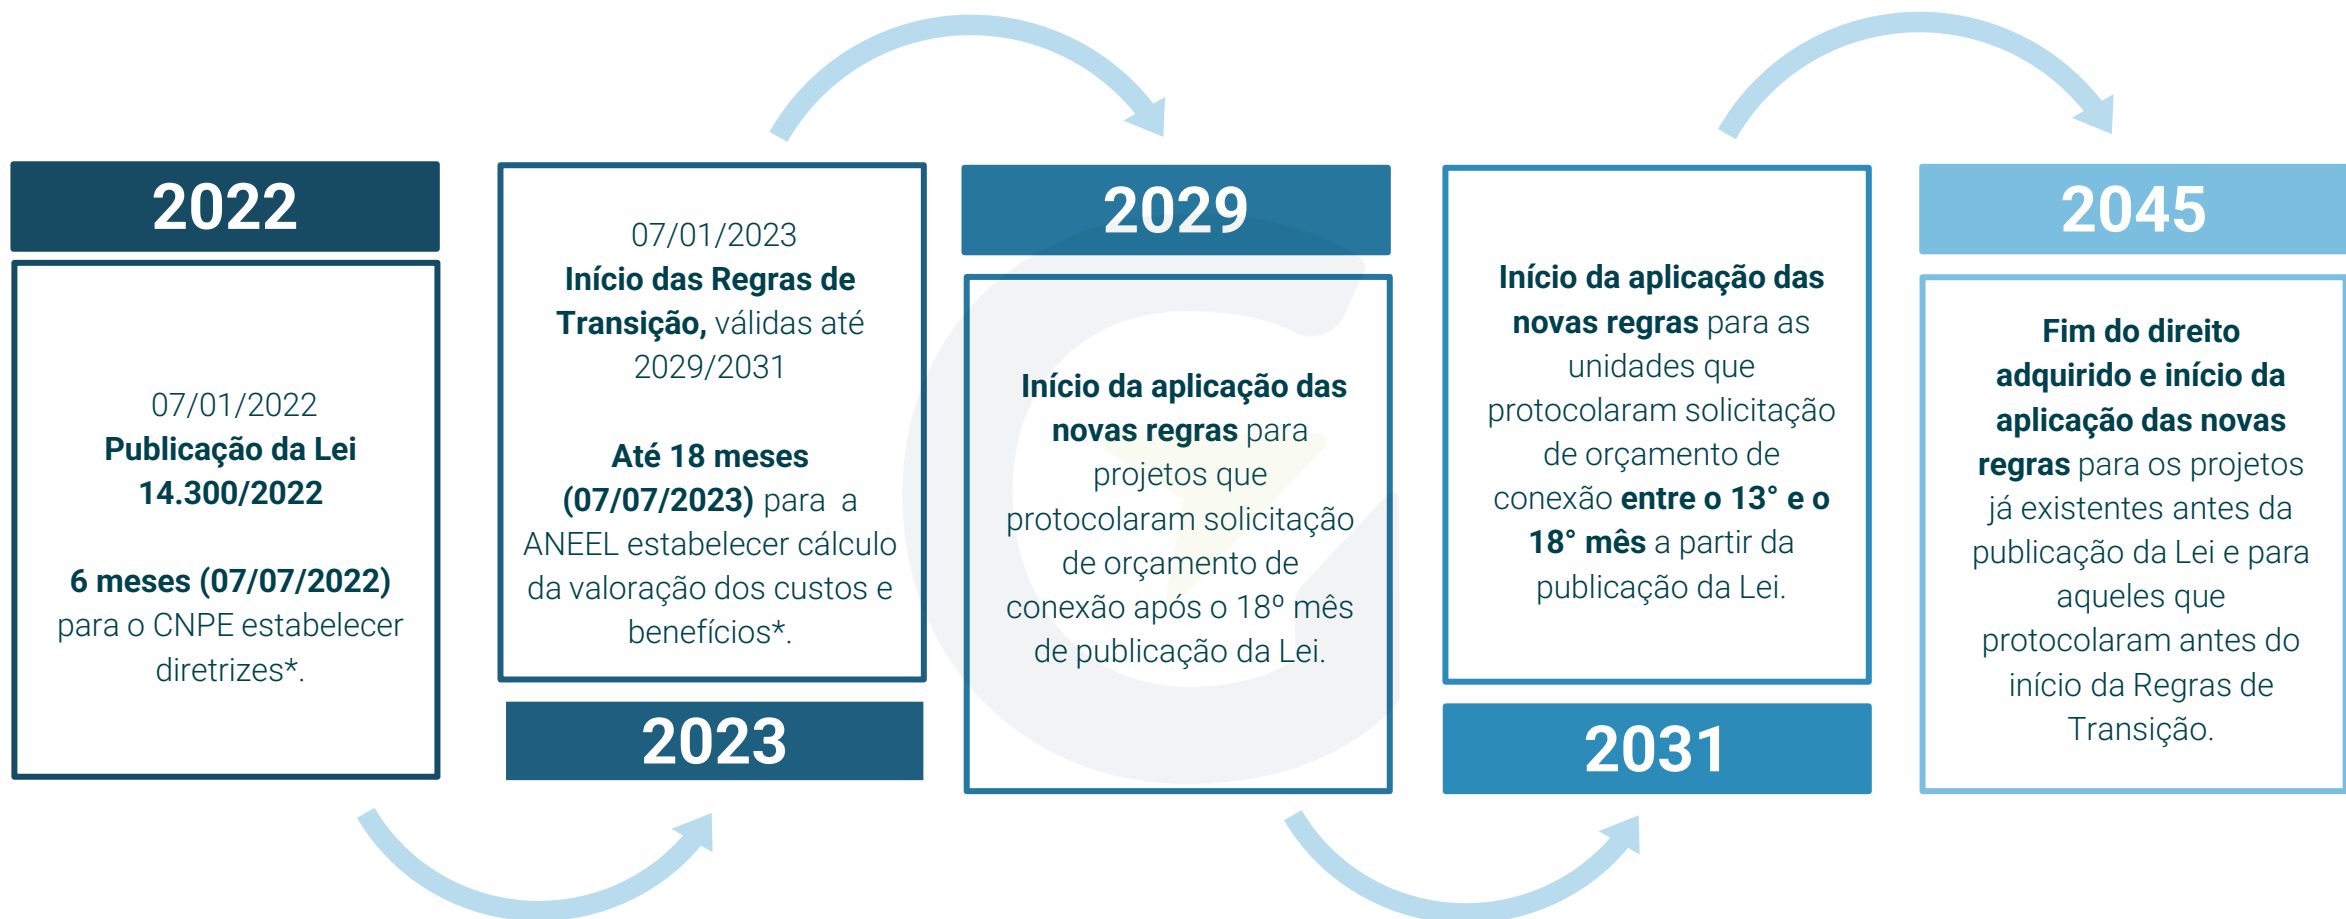 2022
07/01/2022
Publicação da Lei
14.300/2022
6 meses (07/07/2022)
para o CNPE estabelecer
diretrizes*.
07/01/2023
Início das Regras de
Transição, válidas até
2029/2031
Até 18 meses
(07/07/2023) para a
ANEEL estabelecer cálculo
da valoração dos custos e
benefícios*.
2023
2029
Início da aplicação das
novas regras para
projetos que
protocolaram solicitação
de orçamento de
conexão após o 18º mês
de publicação da Lei.
Início da aplicação das
novas regras para as
unidades que
protocolaram solicitação
de orçamento de
conexão entre o 13° e o
18° mês a partir da
publicação da Lei.
2031
2045
Fim do direito
adquirido e início da
aplicação das novas
regras para os projetos
já existentes antes da
publicação da Lei e para
aqueles que
protocolaram antes do
início da Regras de
Transição.